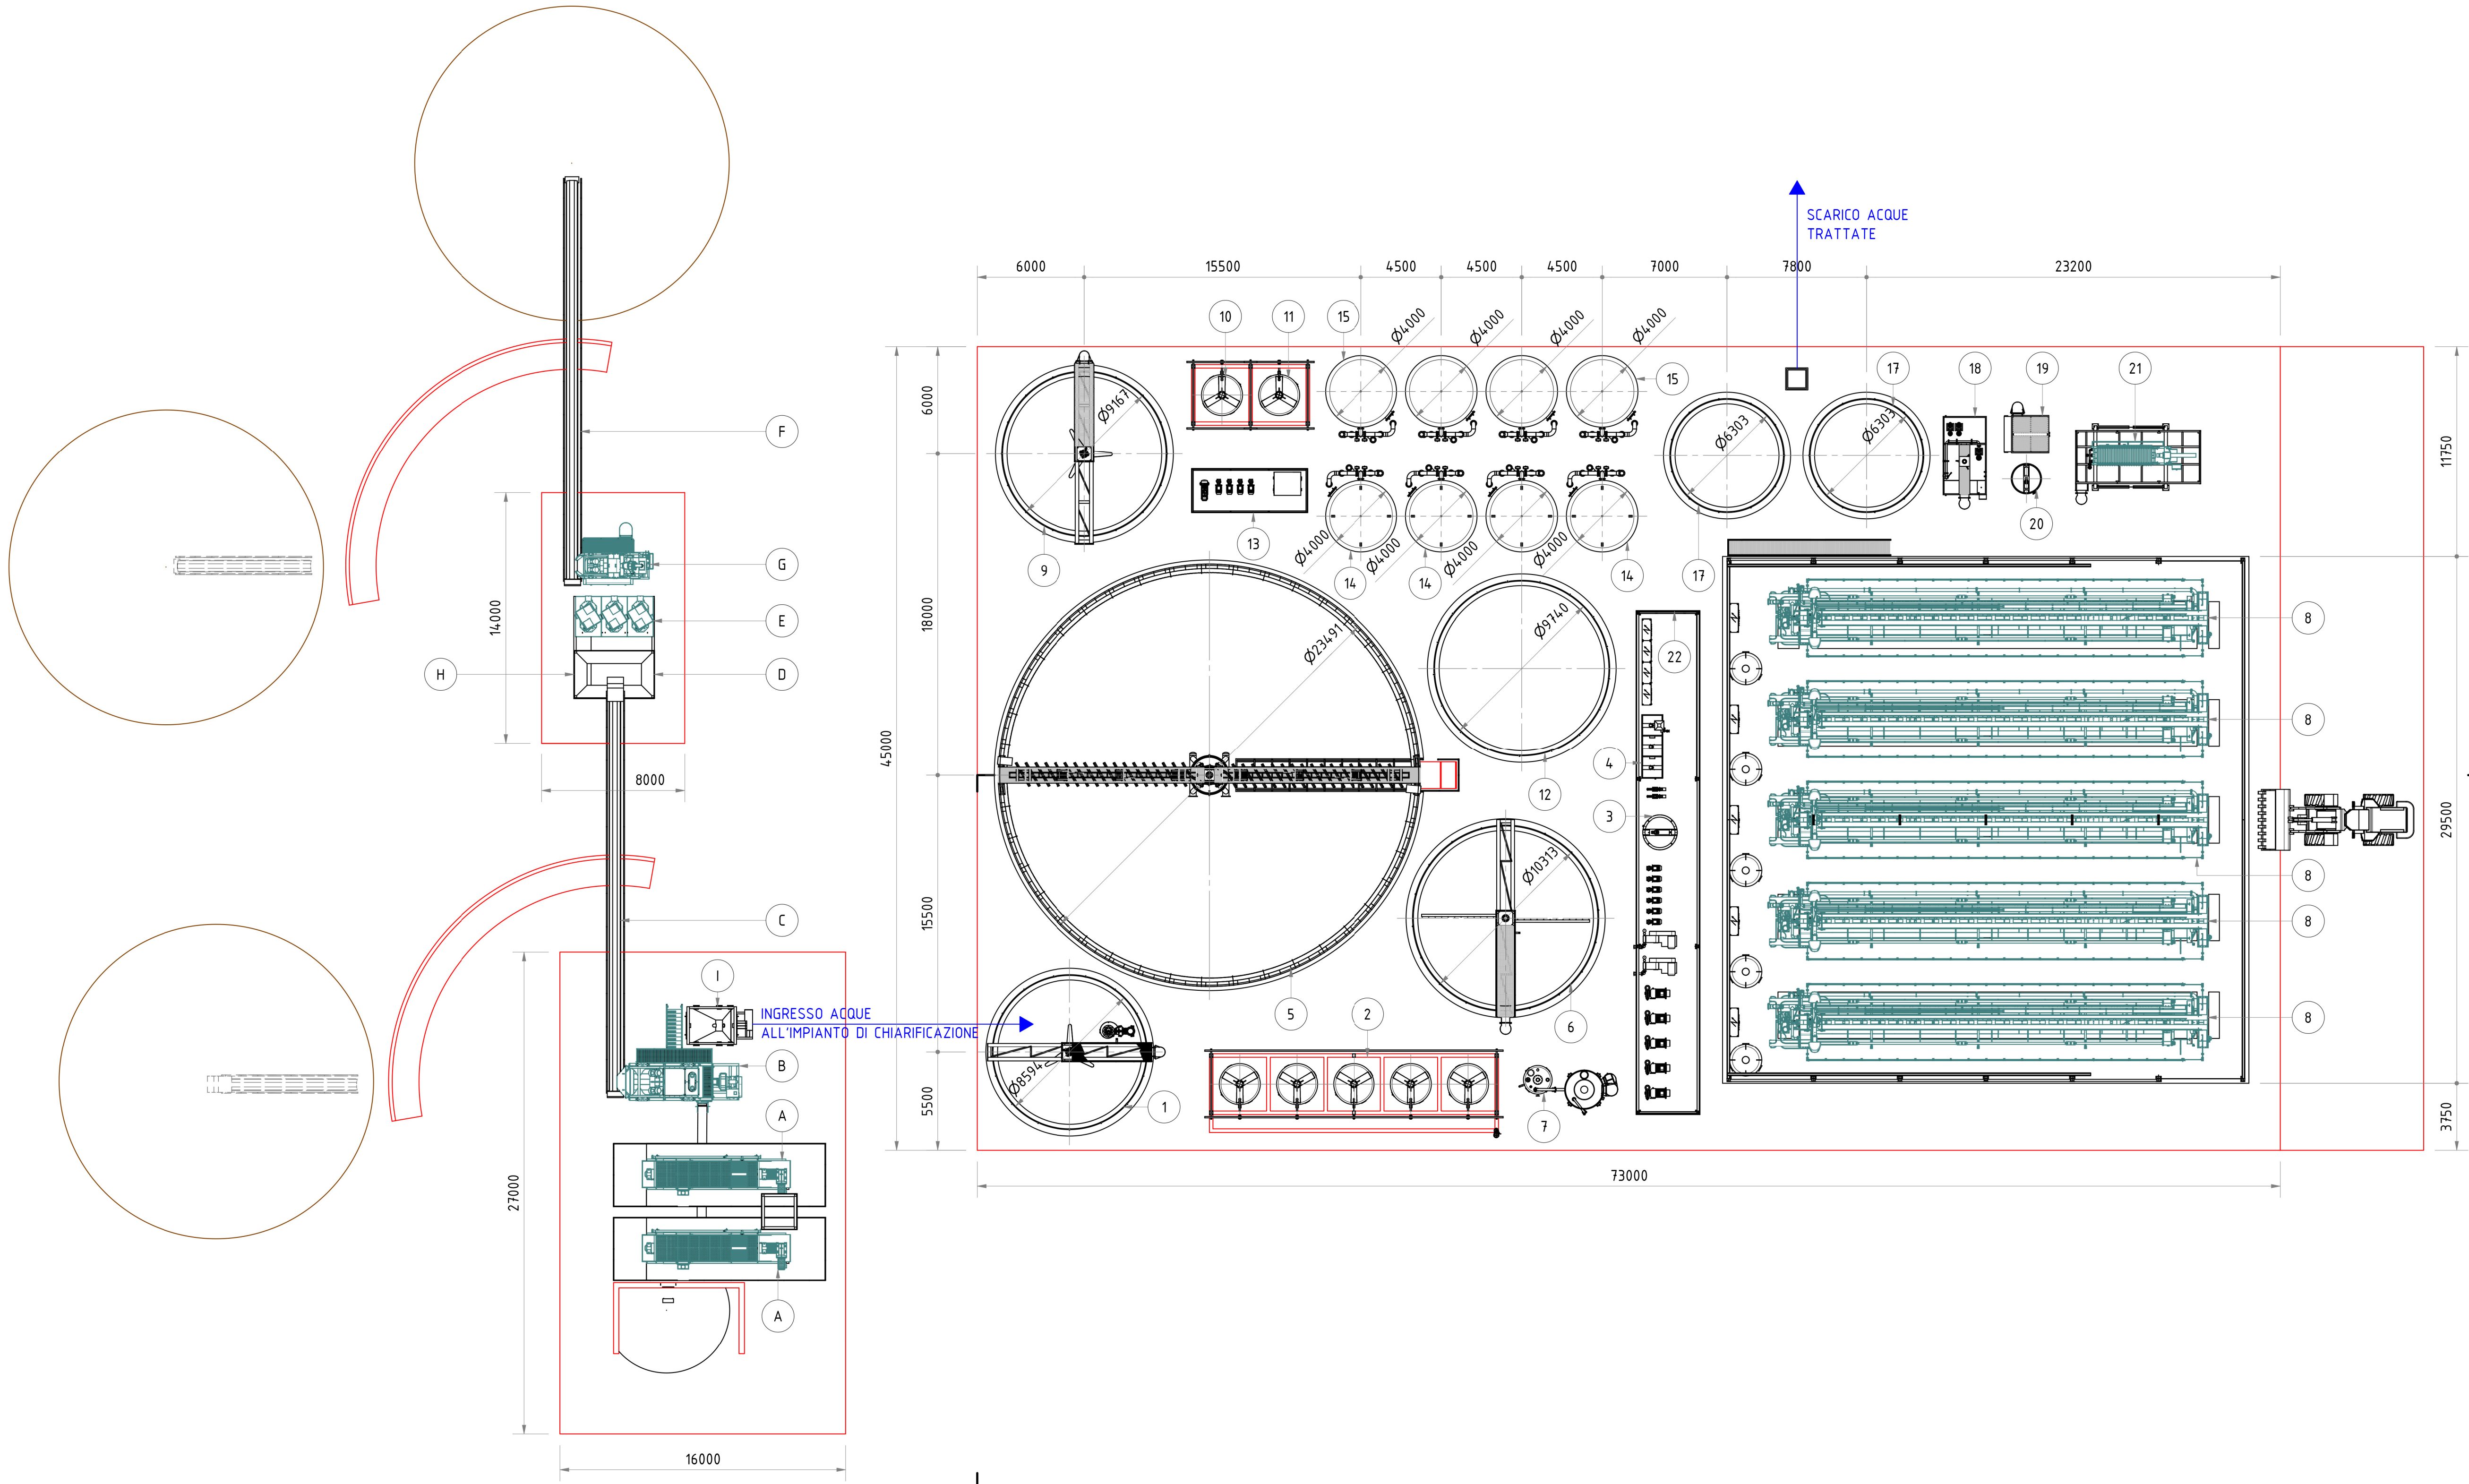 SCARICO ACQUE
TRATTATE
6000 15500 4500 4500 4500 7000 7800 23200
10 11 15 Ø4000 Ø4000 Ø4000 Ø4000
15 17 18 19 21
6000 Ø9167 Ø6303 Ø6303 11750
F
20
13
9 Ø4000 14 Ø4000 14 Ø4000 Ø4000 14 17
G
14000 E
18000 Ø23491 Ø9740 8
H D
22
8
45000
4
8000
12
3
29500
Ø10313
8
15500
C
8
I
INGRESSO ACQUE
ALL'IMPIANTO DI CHIARIFICAZIONE
5 2 6
8
B
Ø8594
5500
A
1
7
3750
73000
27000
A
16000